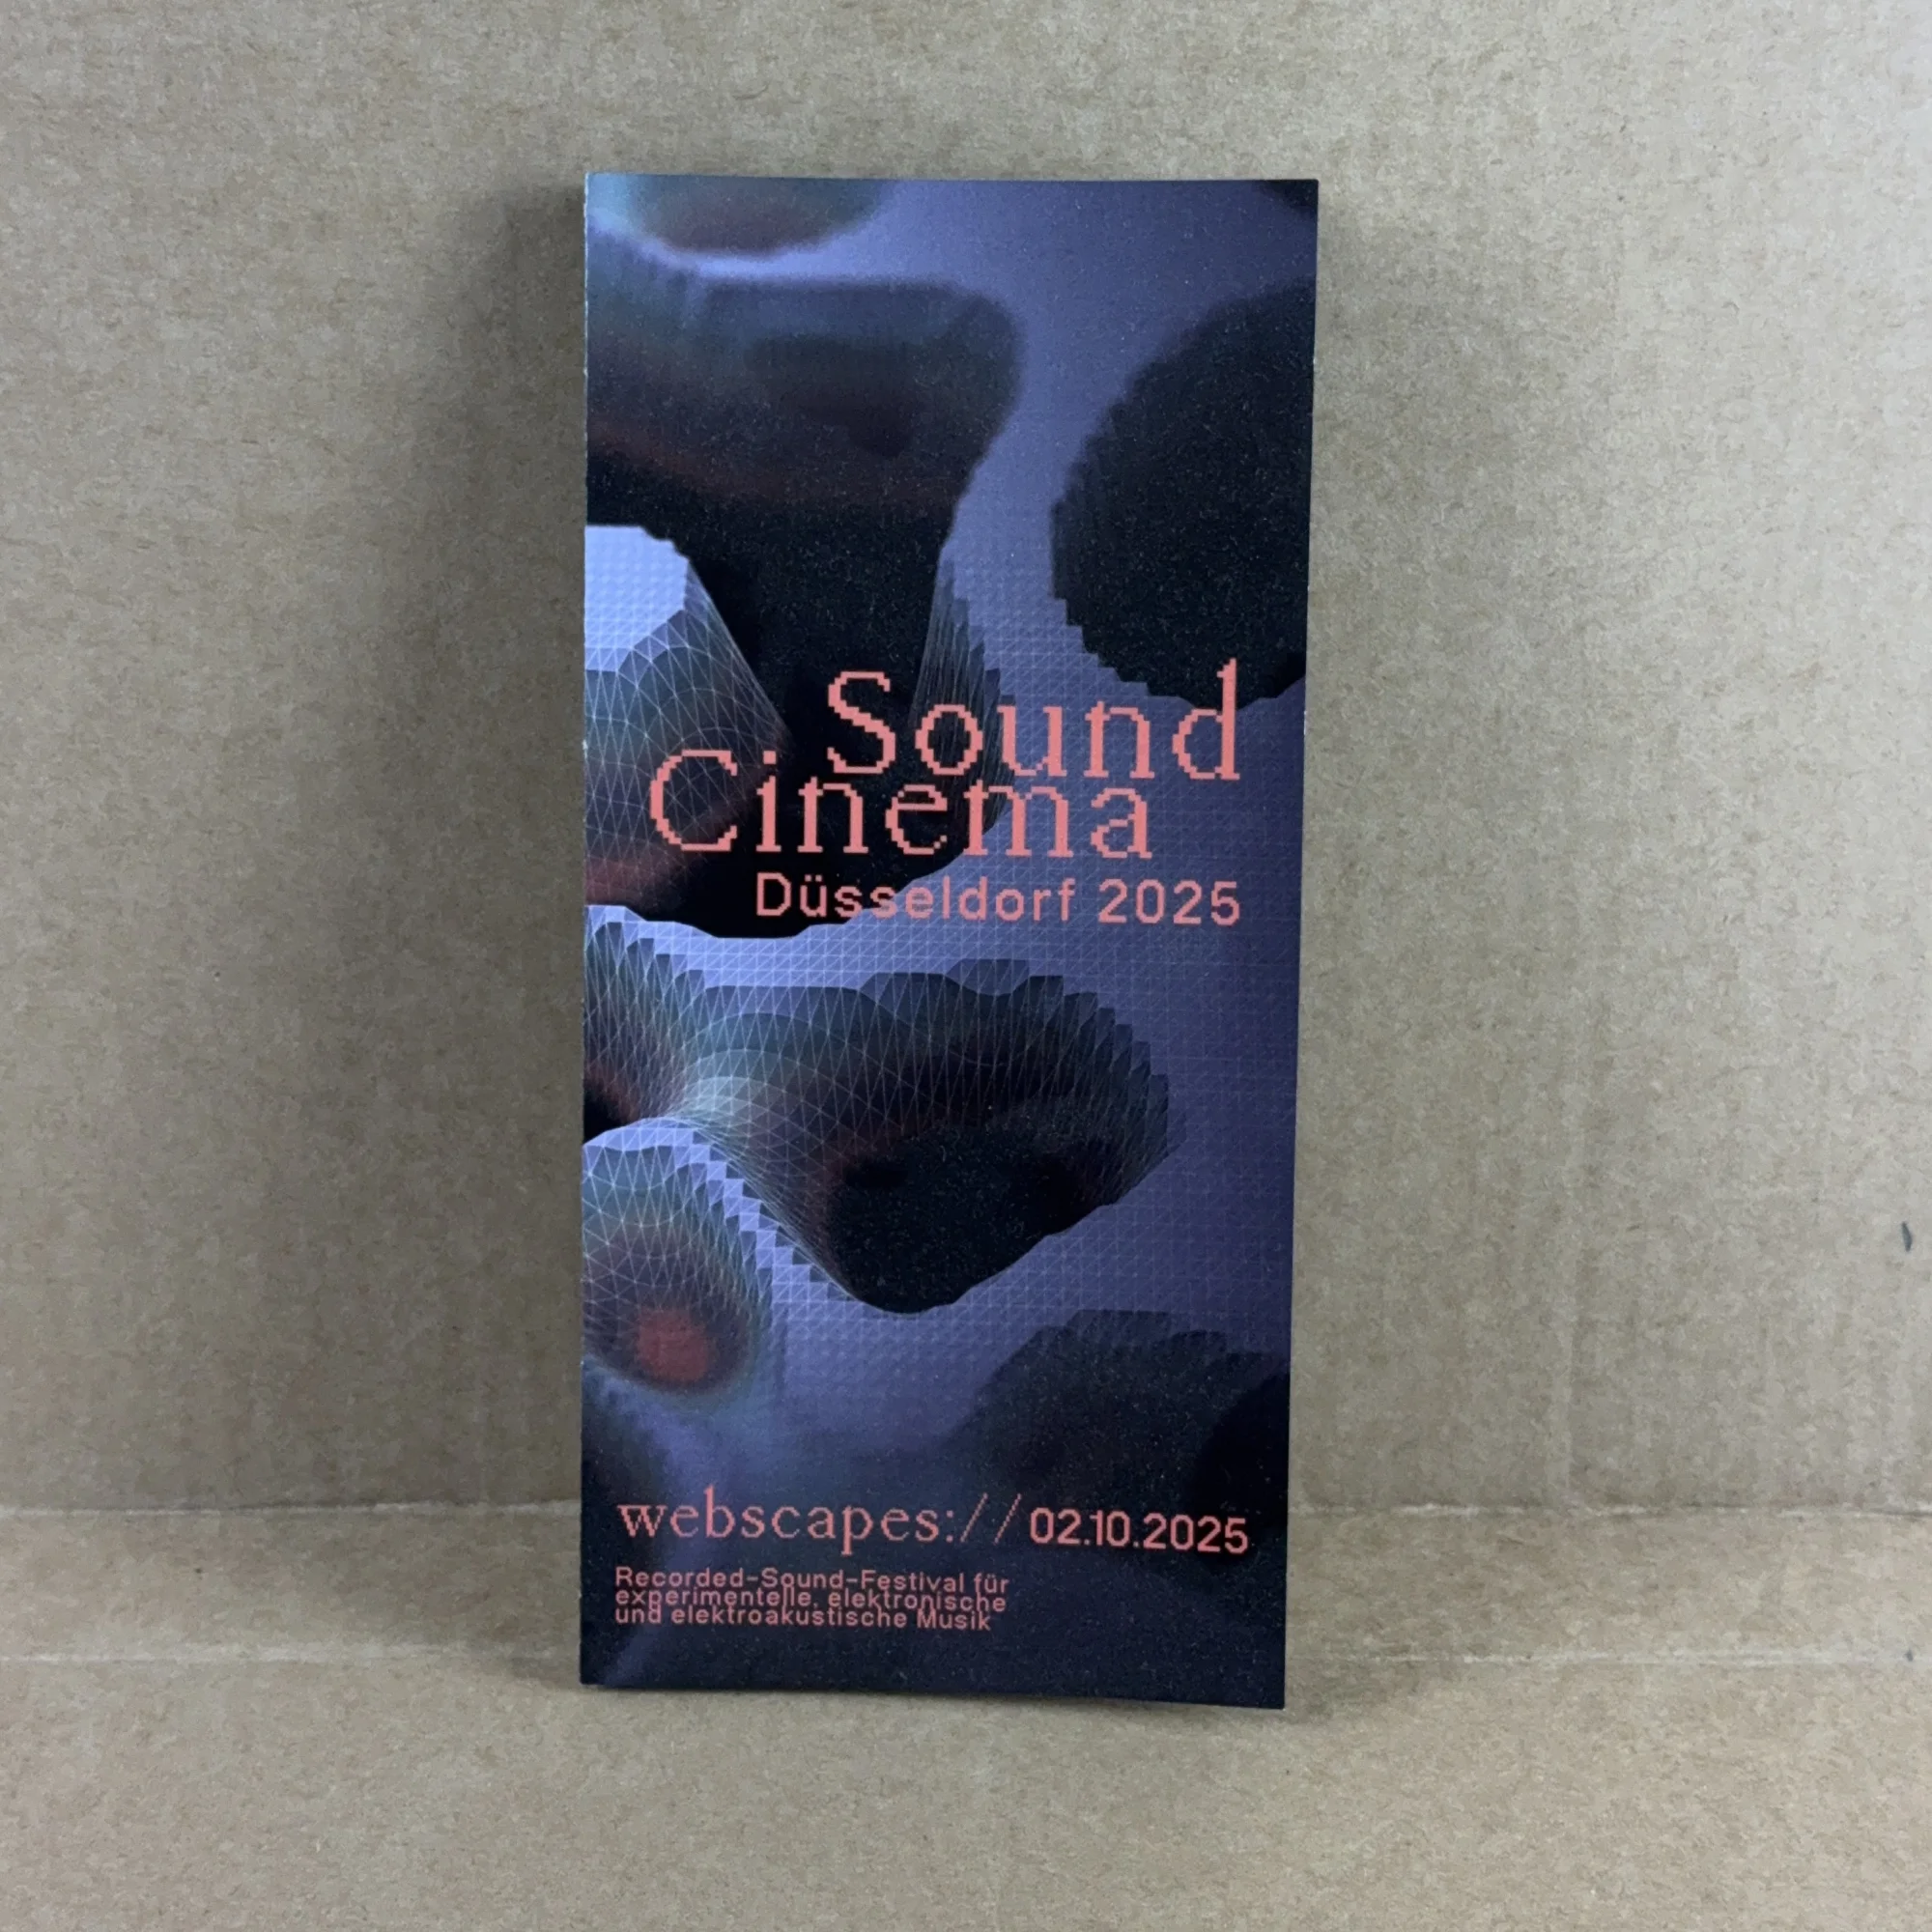 Sound
Cinema
Düsseldorf 2025
webscapes:// 02.10.2025
Recorded-Sound-Festival für
experimentelle, elektronische
und elektroakustische Musik